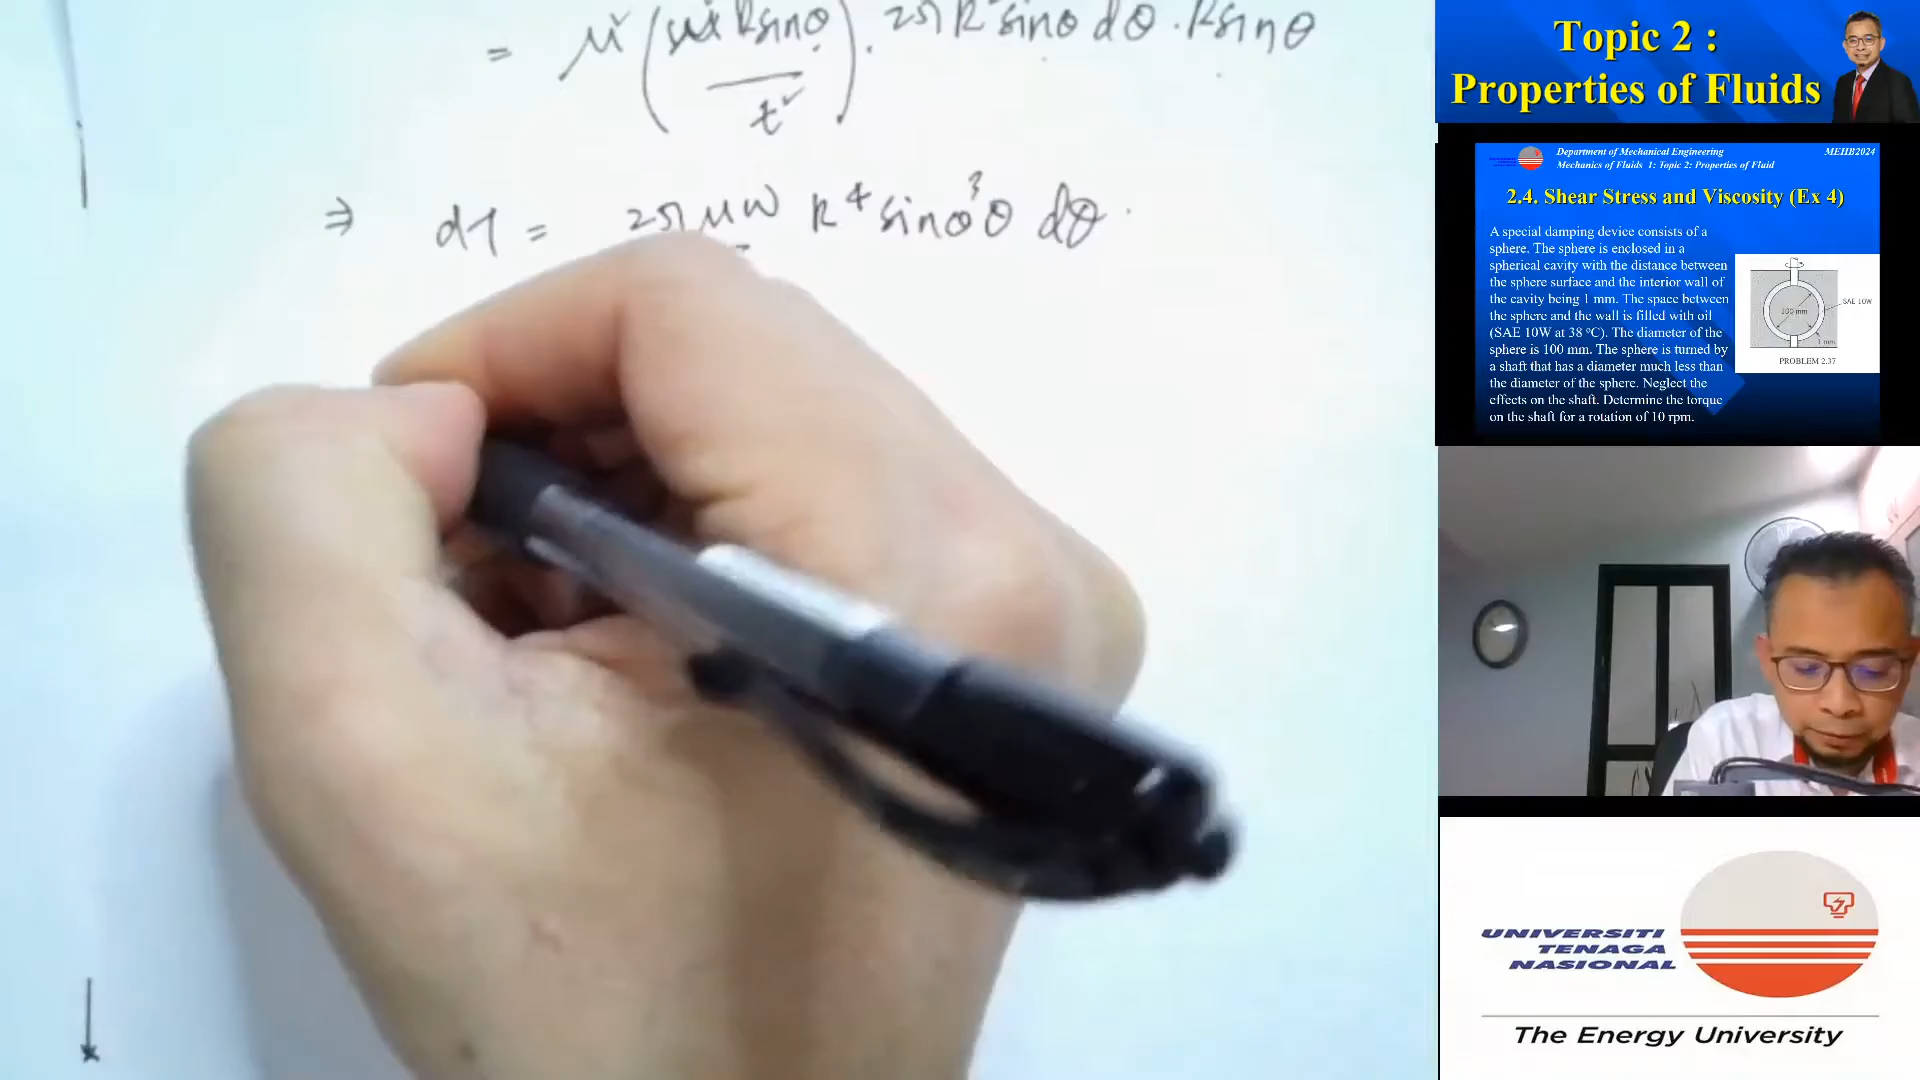 = μ (ωRsinθ / t) . 2πR² sinθ dθ . Rsinθ
⇒ dT = 2πμω R⁴ sinθ³θ dθ .
Topic 2 :
Properties of Fluids
Department of Mechanical Engineering
MEHB2024
Mechanics of Fluids 1: Topic 2: Properties of Fluid
2.4. Shear Stress and Viscosity (Ex 4)
A special damping device consists of a
sphere. The sphere is enclosed in a
spherical cavity with the distance between
the sphere surface and the interior wall of
the cavity being 1 mm. The space between
the sphere and the wall is filled with oil
(SAE 10W at 38 °C). The diameter of the
sphere is 100 mm. The sphere is turned by
a shaft that has a diameter much less than
the diameter of the sphere. Neglect the
effects on the shaft. Determine the torque
on the shaft for a rotation of 10 rpm.
SAE 10W
100 mm
1 mm
PROBLEM 2.37
UNIVERSITI
TENAGA
NASIONAL
The Energy University